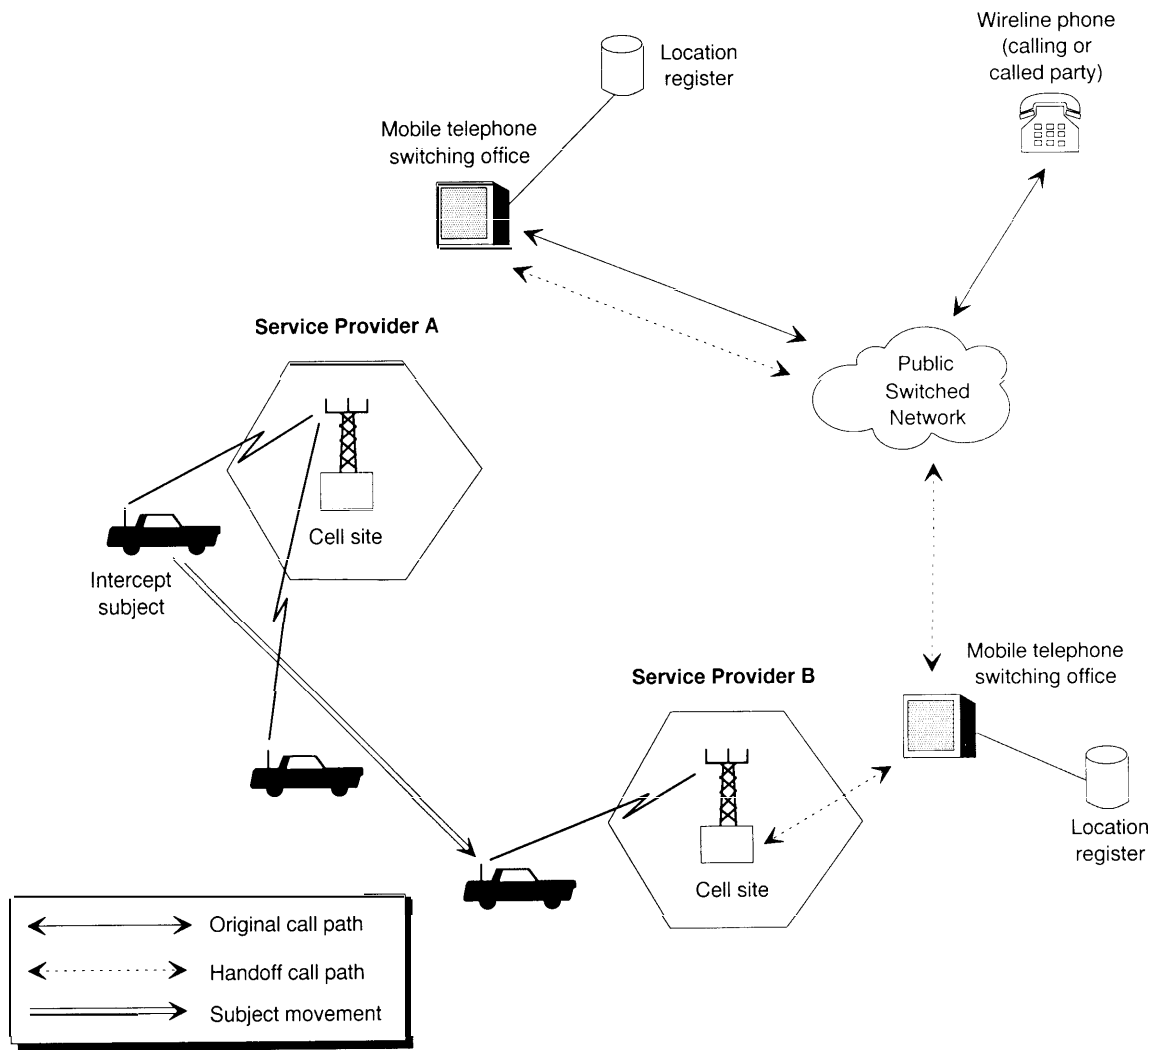 Wireline phone
(calling or
called party)
Location
register
Mobile telephone
switching office
Service Provider A
Public
Switched
Network
Cell site
Intercept
subject
Mobile telephone
switching office
Service Provider B
Location
register
Cell site
Original call path
Handoff call path
Subject movement